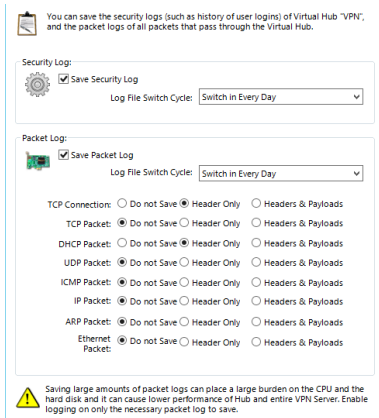 You can save the security logs (such as history of user logins) of Virtual Hub "VPN",
and the packet logs of all packets that pass through the Virtual Hub.
Security Log:
Save Security Log
Log File Switch Cycle: Switch in Every Day
Packet Log:
Save Packet Log
Log File Switch Cycle: Switch in Every Day
TCP Connection: Do not Save Header Only Headers & Payloads
TCP Packet: Do not Save Header Only Headers & Payloads
DHCP Packet: Do not Save Header Only Headers & Payloads
UDP Packet: Do not Save Header Only Headers & Payloads
ICMP Packet: Do not Save Header Only Headers & Payloads
IP Packet: Do not Save Header Only Headers & Payloads
ARP Packet: Do not Save Header Only Headers & Payloads
Ethernet
Packet: Do not Save Header Only Headers & Payloads
Saving large amounts of packet logs can place a large burden on the CPU and the
hard disk and it can cause lower performance of Hub and entire VPN Server. Enable
logging on only the necessary packet log to save.